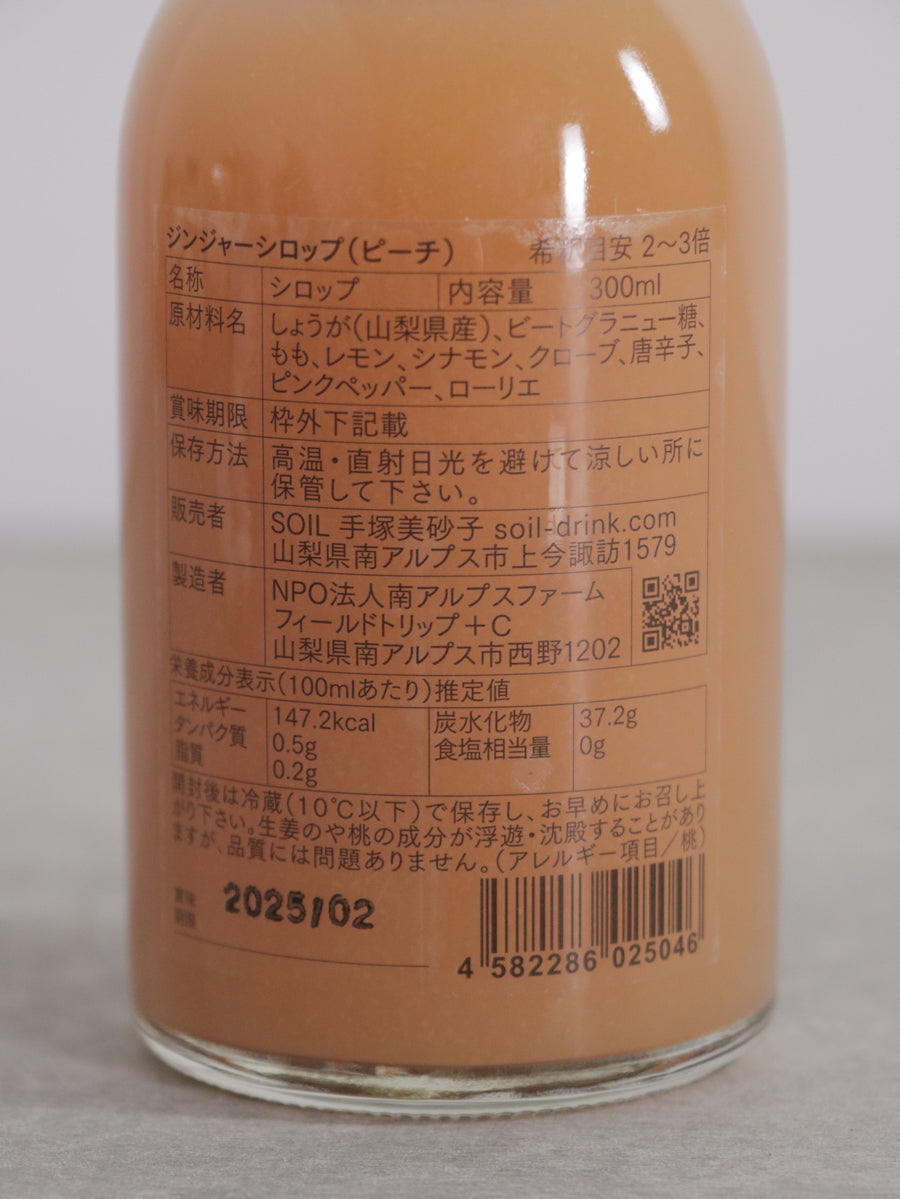 ジンジャーシロップ(ピーチ) 希釈目安 2〜3倍
名称 シロップ 内容量 300ml
原材料名 しょうが(山梨県産)、ビートグラニュー糖、
もも、レモン、シナモン、クローブ、唐辛子、
ピンクペッパー、ローリエ
賞味期限 枠外下記載
保存方法 高温・直射日光を避けて涼しい所に
保管して下さい。
販売者 SOIL 手塚美砂子 soil-drink.com
山梨県南アルプス市上今諏訪1579
製造者 NPO法人南アルプスファーム
フィールドトリップ+C
山梨県南アルプス市西野1202
栄養成分表示(100mlあたり)推定値
エネルギー 147.2kcal 炭水化物 37.2g
タンパク質 0.5g 食塩相当量 0g
脂質 0.2g
開封後は冷蔵(10℃以下)で保存し、お早めにお召し上
がり下さい。生姜のや桃の成分が浮遊・沈殿することがあり
ますが、品質には問題ありません。(アレルギー項目/桃)
賞味
期限 2025/02
4 582286 025046